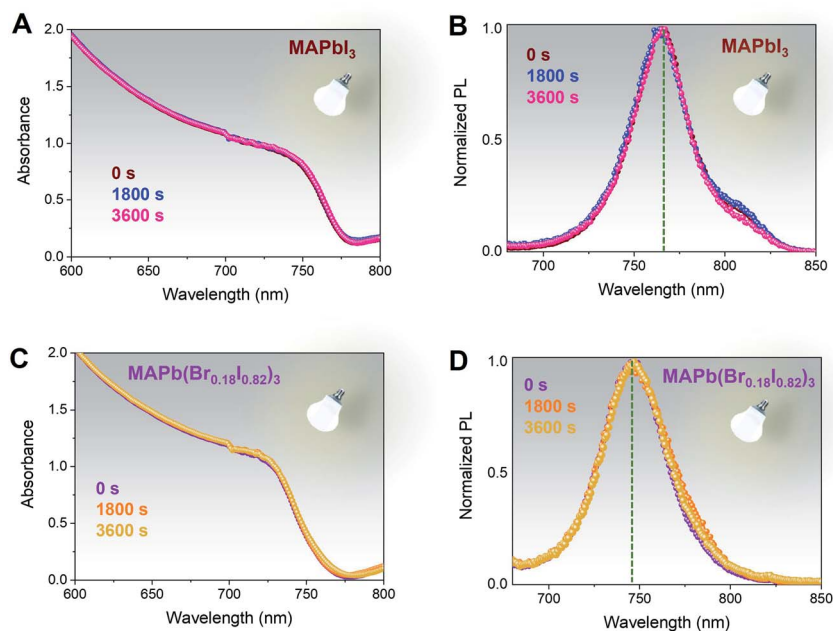 A
MAPbI3
2.0
1.5
1.0
0.5
0.0
Absorbance
0 s
1800 s
3600 s
600
650
700
750
800
Wavelength (nm)
B
MAPbI3
0 s
1800 s
3600 s
1.0
0.5
0.0
Normalized PL
700
750
800
850
Wavelength (nm)
C
MAPb(Br0.18I0.82)3
2.0
1.5
1.0
0.5
0.0
Absorbance
0 s
1800 s
3600 s
600
650
700
750
800
Wavelength (nm)
D
MAPb(Br0.18I0.82)3
0 s
1800 s
3600 s
1.0
0.5
0.0
Normalized PL
700
750
800
850
Wavelength (nm)